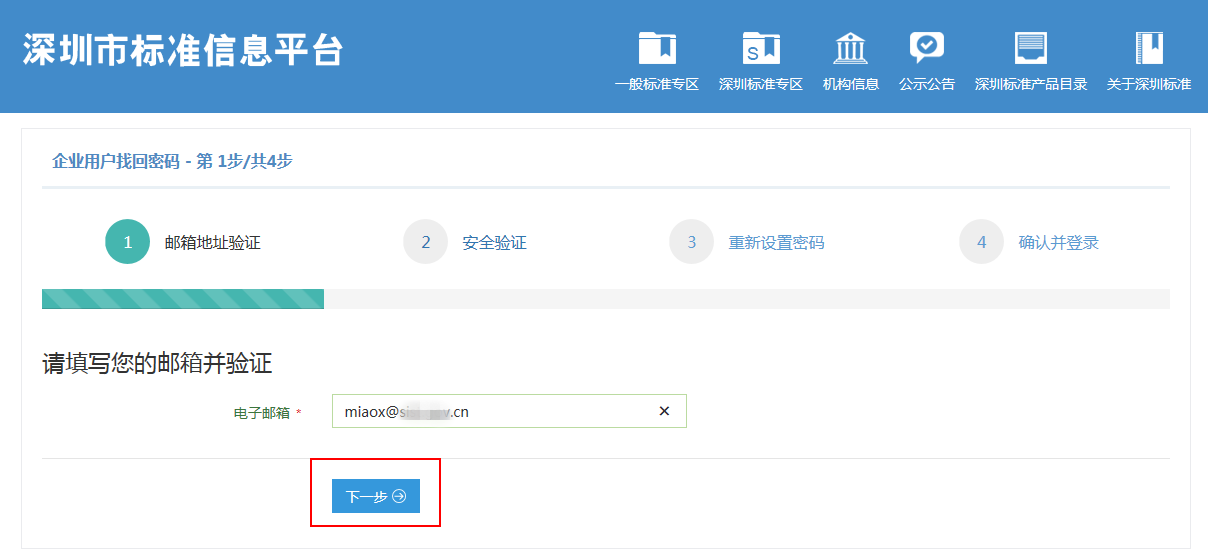 深圳市标准信息平台
S
一般标准专区 深圳标准专区 机构信息 公示公告 深圳标准产品目录 关于深圳标准
企业用户找回密码 - 第 1步/共4步
1 邮箱地址验证 2 安全验证 3 重新设置密码 4 确认并登录
请填写您的邮箱并验证
电子邮箱 * miaox@s .cn ✕
下一步